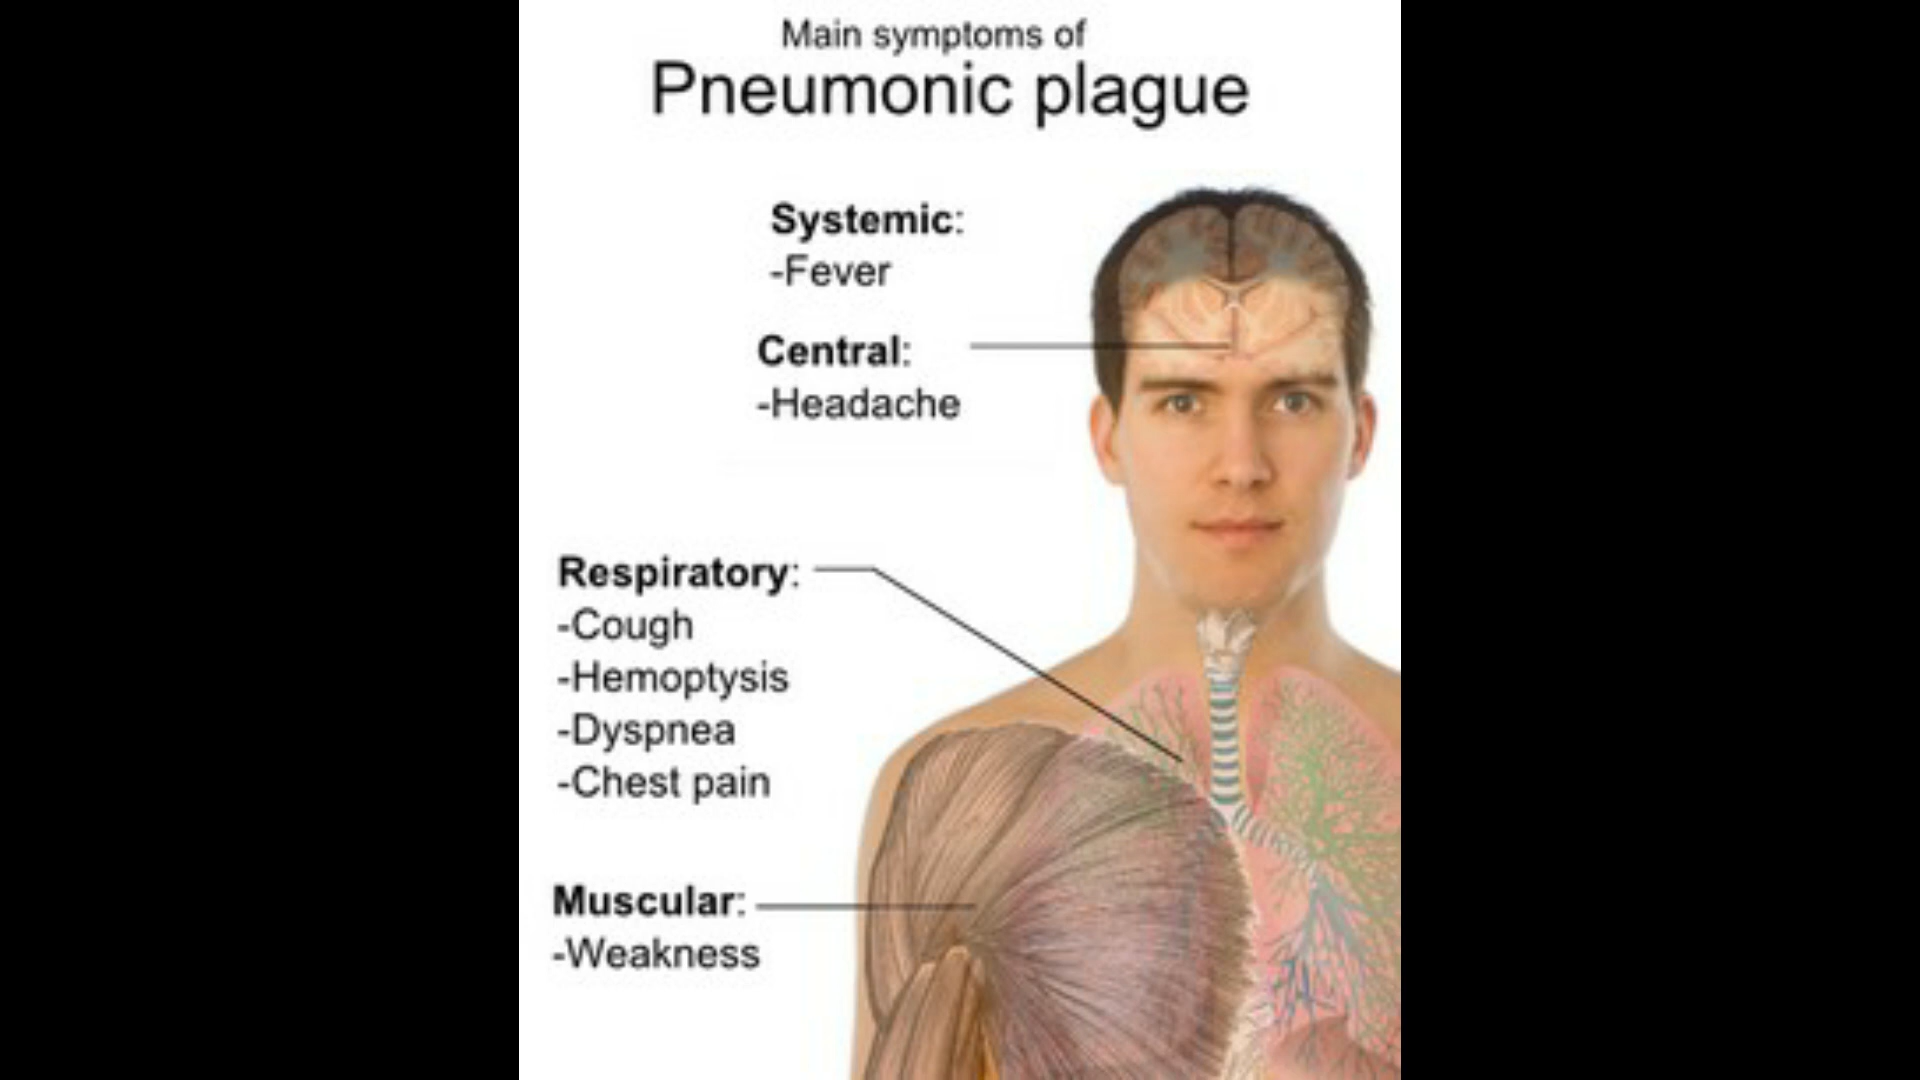 Main symptoms of
Pneumonic plague
Systemic:
-Fever
Central:
-Headache
Respiratory:
-Cough
-Hemoptysis
-Dyspnea
-Chest pain
Muscular:
-Weakness